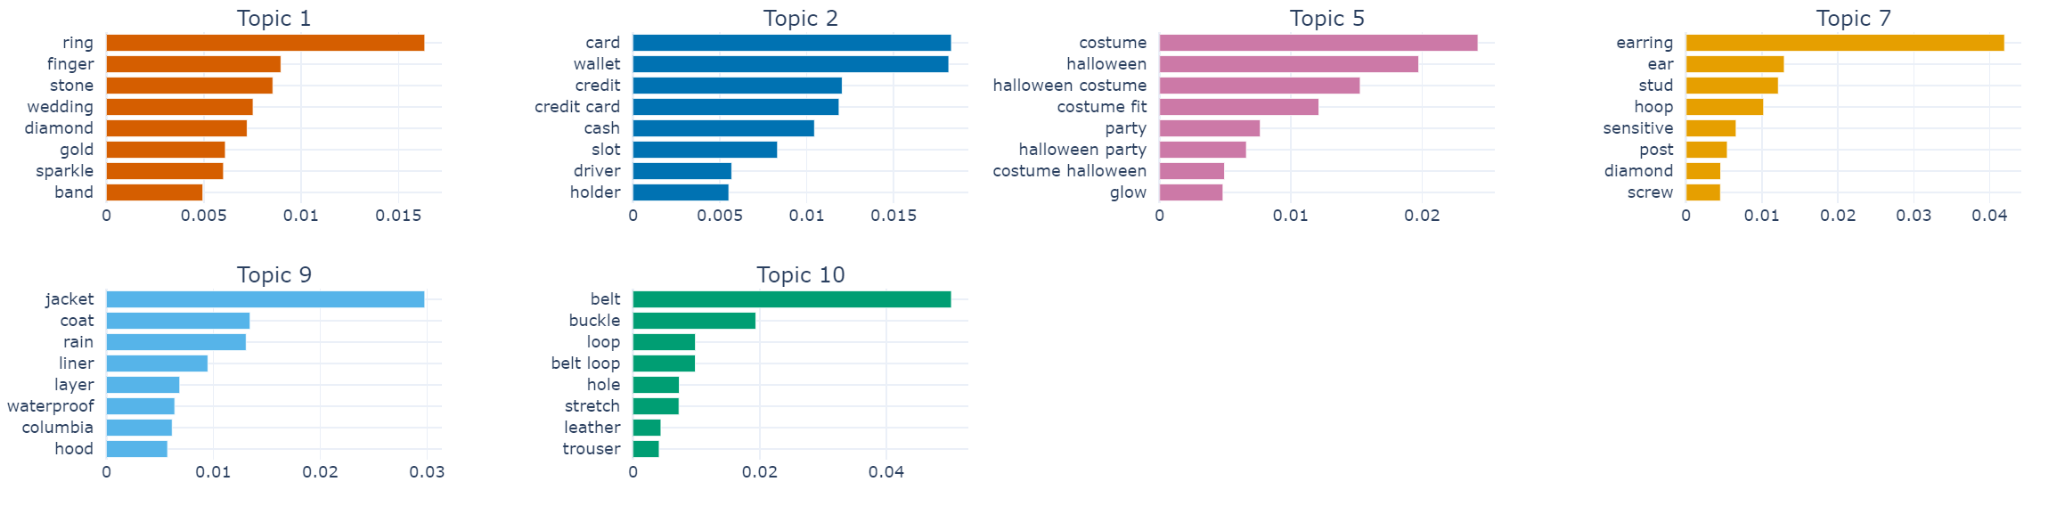 Topic 1
ring
finger
stone
wedding
diamond
gold
sparkle
band
0 0.005 0.01 0.015
Topic 2
card
wallet
credit
credit card
cash
slot
driver
holder
0 0.005 0.01 0.015
Topic 5
costume
halloween
halloween costume
costume fit
party
halloween party
costume halloween
glow
0 0.01 0.02
Topic 7
earring
ear
stud
hoop
sensitive
post
diamond
screw
0 0.01 0.02 0.03 0.04
Topic 9
jacket
coat
rain
liner
layer
waterproof
columbia
hood
0 0.01 0.02 0.03
Topic 10
belt
buckle
loop
belt loop
hole
stretch
leather
trouser
0 0.02 0.04